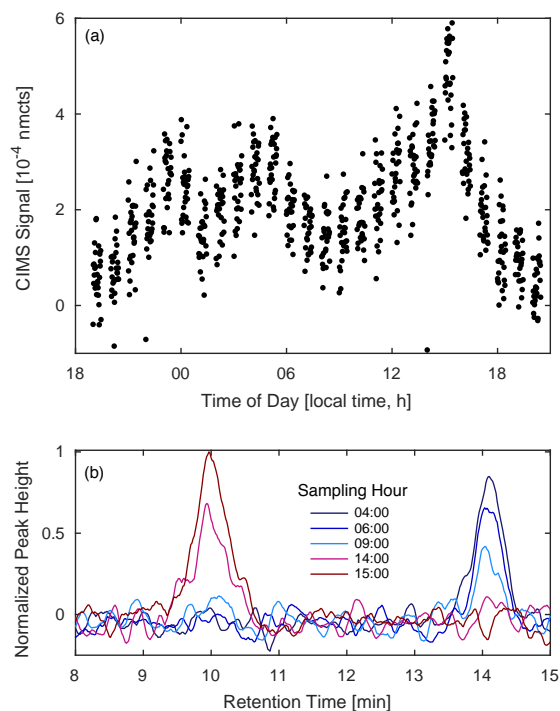 (a)
6
4
2
0
CIMS Signal [10⁻⁴ nmcts]
18 00 06 12 18
Time of Day [local time, h]
(b)
1
0.5
0
Normalized Peak Height
Sampling Hour
04:00
06:00
09:00
14:00
15:00
8 9 10 11 12 13 14 15
Retention Time [min]